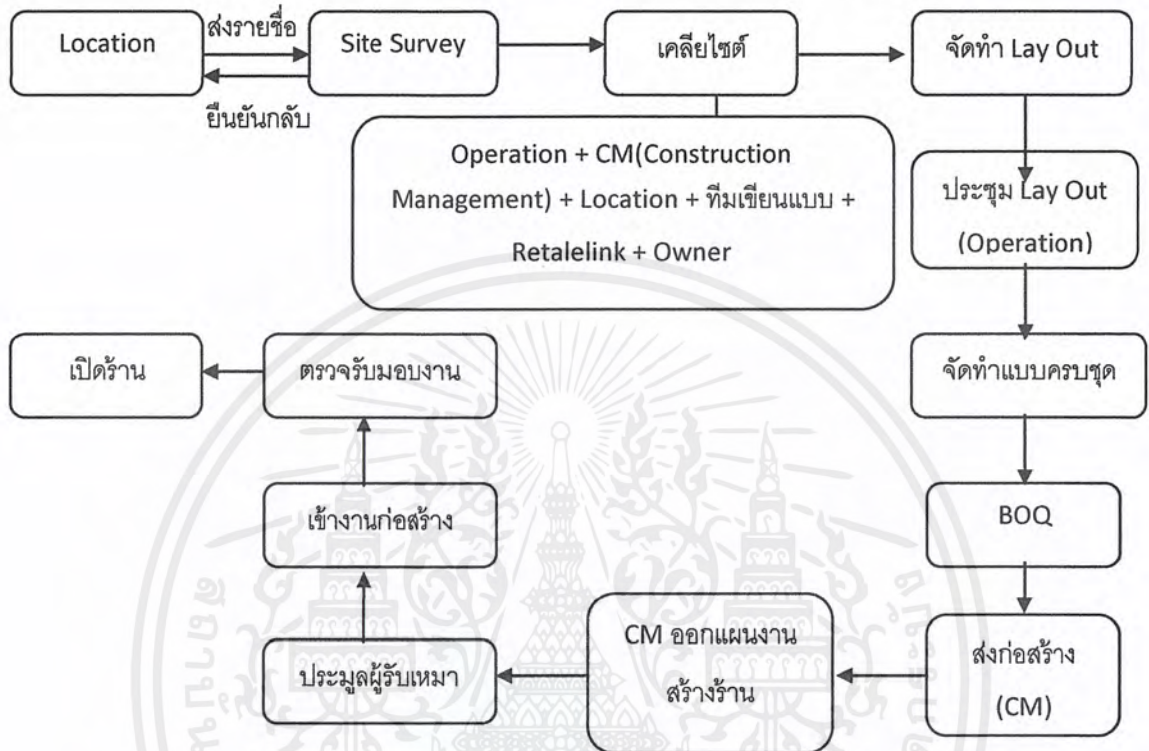 Location
ส่งรายชื่อ
ยืนยันกลับ
Site Survey
เคลียไซต์
จัดทำ Lay Out
Operation + CM(Construction
Management) + Location + ทีมเขียนแบบ +
Retalelink + Owner
ประชุม Lay Out
(Operation)
จัดทำแบบครบชุด
BOQ
ส่งก่อสร้าง
(CM)
CM ออกแผนงาน
สร้างร้าน
ประมูลผู้รับเหมา
เข้างานก่อสร้าง
ตรวจรับมอบงาน
เปิดร้าน